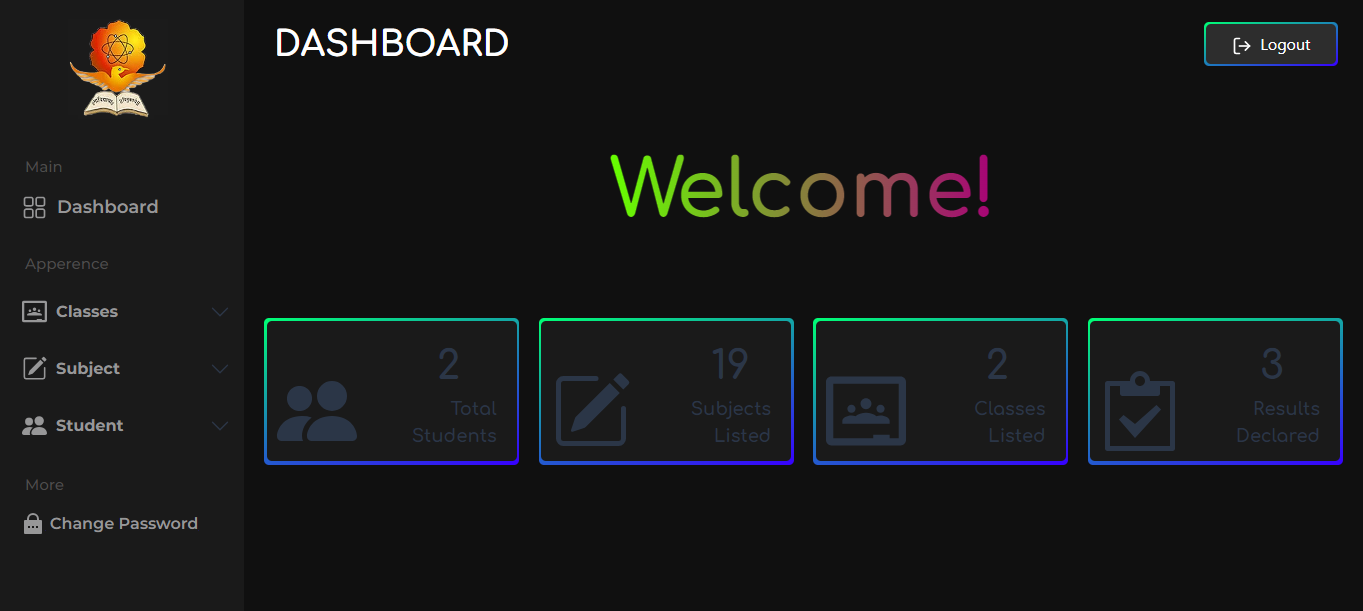 DASHBOARD
Logout
Main
Dashboard
Welcome!
Apperence
Classes
Subject
Student
More
Change Password
2
Total
Students
19
Subjects
Listed
2
Classes
Listed
3
Results
Declared